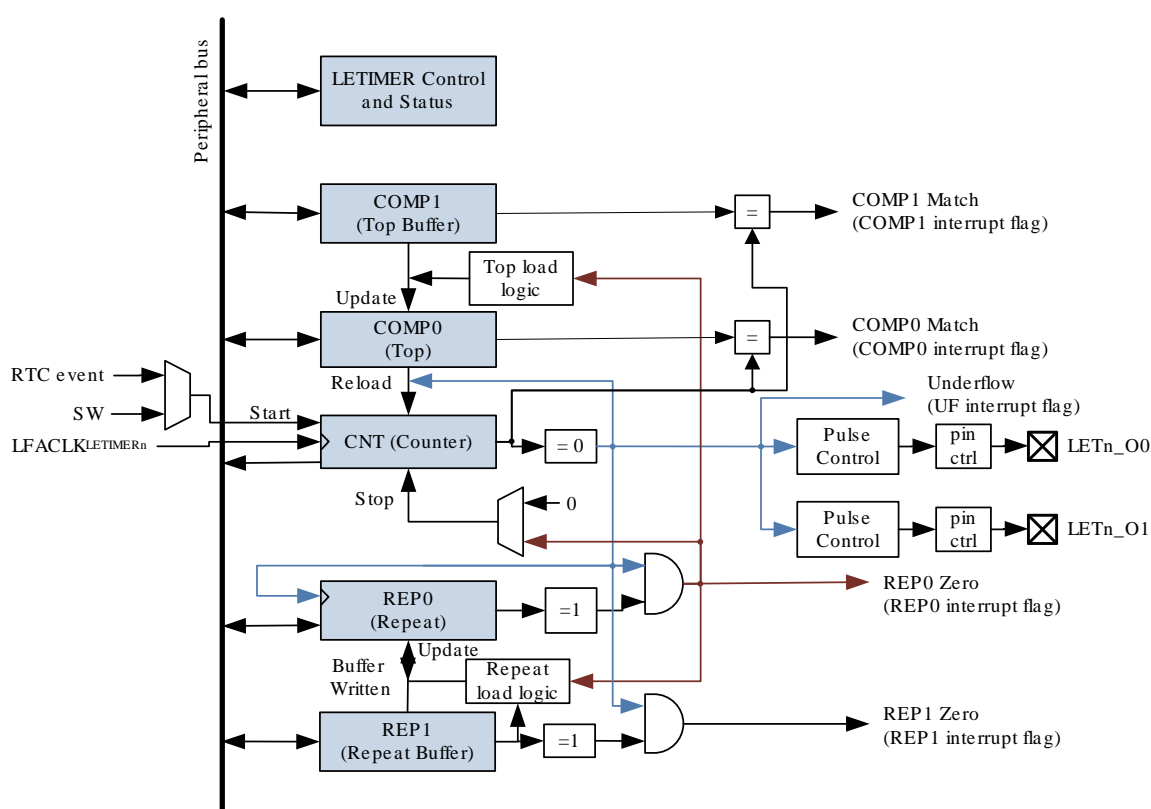 Peripheral bus
LETIMER Control
and Status
COMP1
(Top Buffer)
=
COMP1 Match
(COMP1 interrupt flag)
Top load
logic
Update
COMP0
(Top)
=
COMP0 Match
(COMP0 interrupt flag)
RTC event
SW
LFACLKLETIMERn
Reload
Start
CNT (Counter)
= 0
Underflow
(UF interrupt flag)
Pulse
Control
pin
ctrl
LETn_O0
Stop
0
Pulse
Control
pin
ctrl
LETn_O1
REP0
(Repeat)
=1
REP0 Zero
(REP0 interrupt flag)
Update
Buffer
Written
Repeat
load logic
REP1
(Repeat Buffer)
=1
REP1 Zero
(REP1 interrupt flag)